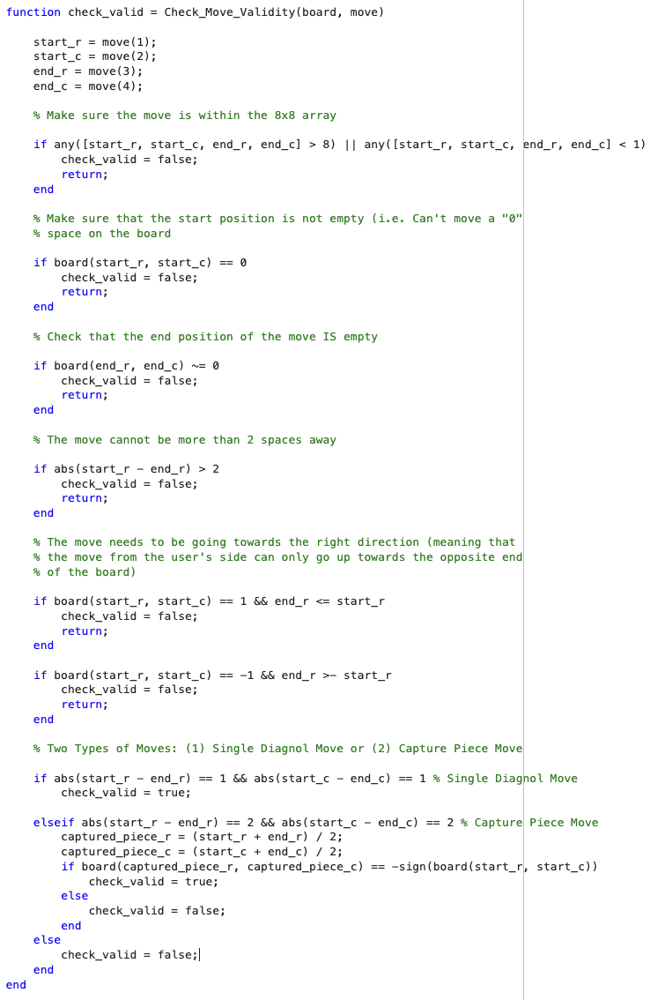 function check_valid = Check_Move_Validity(board, move)
start_r = move(1);
start_c = move(2);
end_r = move(3);
end_c = move(4);
% Make sure the move is within the 8x8 array
if any([start_r, start_c, end_r, end_c] > 8) || any([start_r, start_c, end_r, end_c] < 1)
check_valid = false;
return;
end
% Make sure that the start position is not empty (i.e. Can't move a "0"
% space on the board
if board(start_r, start_c) == 0
check_valid = false;
return;
end
% Check that the end position of the move IS empty
if board(end_r, end_c) ~= 0
check_valid = false;
return;
end
% The move cannot be more than 2 spaces away
if abs(start_r - end_r) > 2
check_valid = false;
return;
end
% The move needs to be going towards the right direction (meaning that
% the move from the user's side can only go up towards the opposite end
% of the board)
if board(start_r, start_c) == 1 && end_r <= start_r
check_valid = false;
return;
end
if board(start_r, start_c) == -1 && end_r >- start_r
check_valid = false;
return;
end
% Two Types of Moves: (1) Single Diagnol Move or (2) Capture Piece Move
if abs(start_r - end_r) == 1 && abs(start_c - end_c) == 1 % Single Diagnol Move
check_valid = true;
elseif abs(start_r - end_r) == 2 && abs(start_c - end_c) == 2 % Capture Piece Move
captured_piece_r = (start_r + end_r) / 2;
captured_piece_c = (start_c + end_c) / 2;
if board(captured_piece_r, captured_piece_c) == -sign(board(start_r, start_c))
check_valid = true;
else
check_valid = false;
end
else
check_valid = false;
end
end